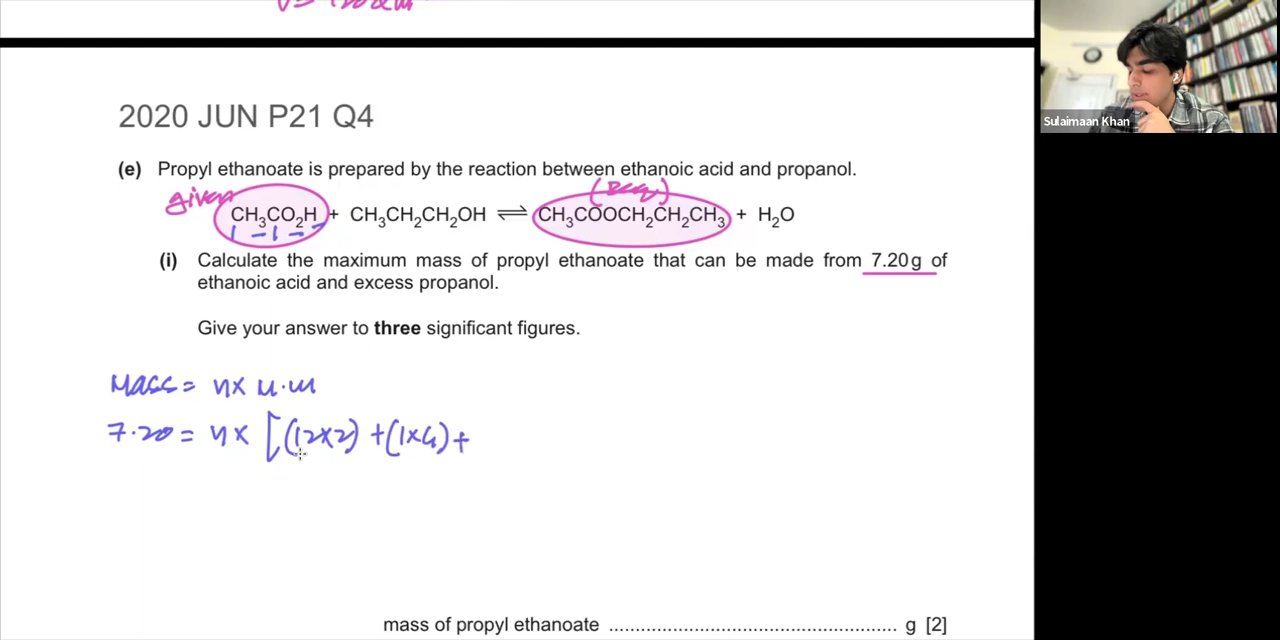 2020 JUN P21 Q4
(e) Propyl ethanoate is prepared by the reaction between ethanoic acid and propanol.
given
CH₃CO₂H + CH₃CH₂CH₂OH ⇌ CH₃COOCH₂CH₂CH₃ + H₂O
(i) Calculate the maximum mass of propyl ethanoate that can be made from 7.20g of
ethanoic acid and excess propanol.
Give your answer to three significant figures.
Mass = n× M.m
7.20 = n× [(12×2) +(1×4) +
mass of propyl ethanoate ........................................................ g [2]
Sulaimaan Khan